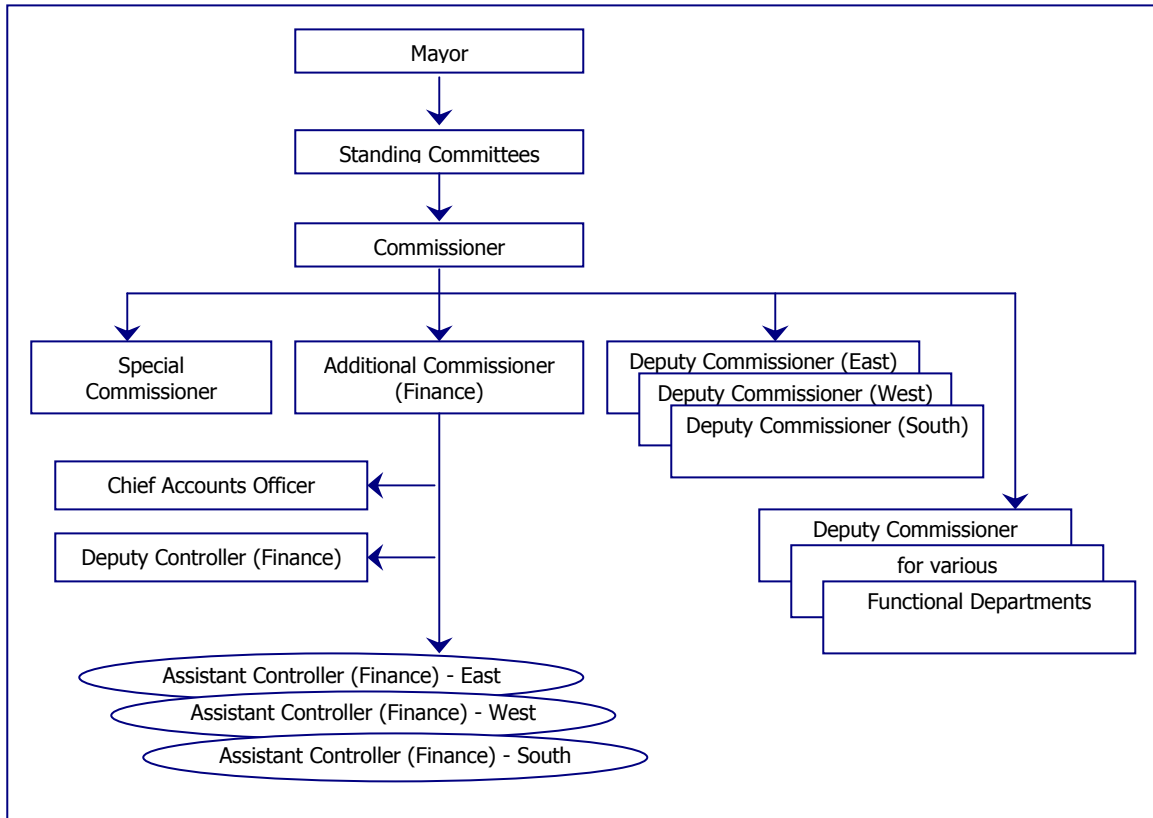 Mayor
Standing Committees
Commissioner
Special
Commissioner
Additional Commissioner
(Finance)
Deputy Commissioner (East)
Deputy Commissioner (West)
Deputy Commissioner (South)
Chief Accounts Officer
Deputy Controller (Finance)
Deputy Commissioner
for various
Functional Departments
Assistant Controller (Finance) - East
Assistant Controller (Finance) - West
Assistant Controller (Finance) - South